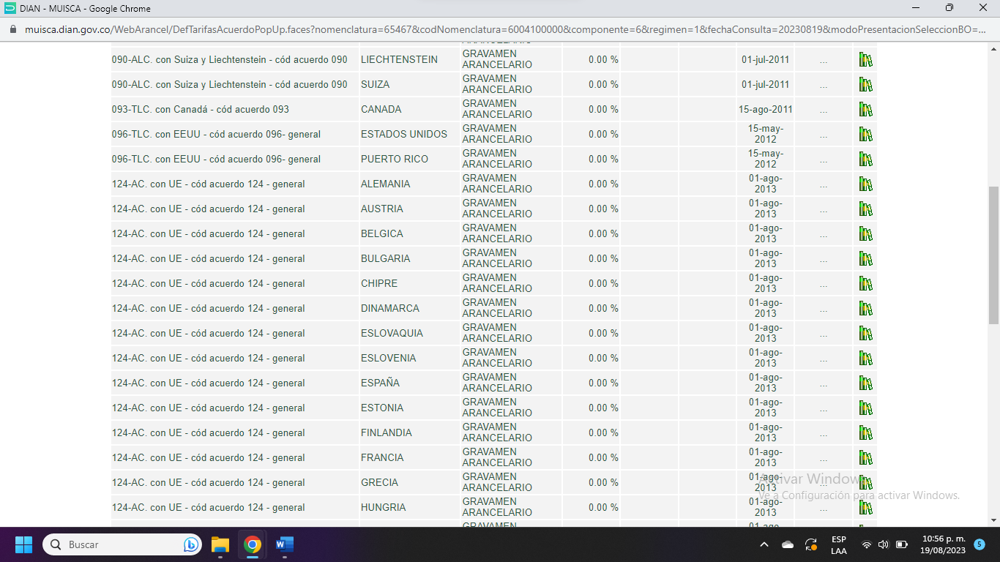 DIAN - MUISCA - Google Chrome
muisca.dian.gov.co/WebArancel/DefTarifasAcuerdoPopUp.faces?nomenclatura=65467&codNomenclatura=6004100000&componente=6&regimen=1&fechaConsulta=20230819&modoPresentacionSeleccionBO=...
090-ALC. con Suiza y Liechtenstein - cód acuerdo 090 LIECHTENSTEIN GRAVAMEN ARANCELARIO 0.00 % 01-jul-2011 ...
090-ALC. con Suiza y Liechtenstein - cód acuerdo 090 SUIZA GRAVAMEN ARANCELARIO 0.00 % 01-jul-2011 ...
093-TLC. con Canadá - cód acuerdo 093 CANADA GRAVAMEN ARANCELARIO 0.00 % 15-ago-2011 ...
096-TLC. con EEUU - cód acuerdo 096- general ESTADOS UNIDOS GRAVAMEN ARANCELARIO 0.00 % 15-may-2012 ...
096-TLC. con EEUU - cód acuerdo 096- general PUERTO RICO GRAVAMEN ARANCELARIO 0.00 % 15-may-2012 ...
124-AC. con UE - cód acuerdo 124 - general ALEMANIA GRAVAMEN ARANCELARIO 0.00 % 01-ago-2013 ...
124-AC. con UE - cód acuerdo 124 - general AUSTRIA GRAVAMEN ARANCELARIO 0.00 % 01-ago-2013 ...
124-AC. con UE - cód acuerdo 124 - general BELGICA GRAVAMEN ARANCELARIO 0.00 % 01-ago-2013 ...
124-AC. con UE - cód acuerdo 124 - general BULGARIA GRAVAMEN ARANCELARIO 0.00 % 01-ago-2013 ...
124-AC. con UE - cód acuerdo 124 - general CHIPRE GRAVAMEN ARANCELARIO 0.00 % 01-ago-2013 ...
124-AC. con UE - cód acuerdo 124 - general DINAMARCA GRAVAMEN ARANCELARIO 0.00 % 01-ago-2013 ...
124-AC. con UE - cód acuerdo 124 - general ESLOVAQUIA GRAVAMEN ARANCELARIO 0.00 % 01-ago-2013 ...
124-AC. con UE - cód acuerdo 124 - general ESLOVENIA GRAVAMEN ARANCELARIO 0.00 % 01-ago-2013 ...
124-AC. con UE - cód acuerdo 124 - general ESPAÑA GRAVAMEN ARANCELARIO 0.00 % 01-ago-2013 ...
124-AC. con UE - cód acuerdo 124 - general ESTONIA GRAVAMEN ARANCELARIO 0.00 % 01-ago-2013 ...
124-AC. con UE - cód acuerdo 124 - general FINLANDIA GRAVAMEN ARANCELARIO 0.00 % 01-ago-2013 ...
124-AC. con UE - cód acuerdo 124 - general FRANCIA GRAVAMEN ARANCELARIO 0.00 % 01-ago-2013 ...
124-AC. con UE - cód acuerdo 124 - general GRECIA GRAVAMEN ARANCELARIO 0.00 % 01-ago-2013 ...
124-AC. con UE - cód acuerdo 124 - general HUNGRIA GRAVAMEN ARANCELARIO 0.00 % 01-ago-2013 ...
Activar Windows
Ve a Configuración para activar Windows.
Buscar
ESP
LAA
10:56 p. m.
19/08/2023
5